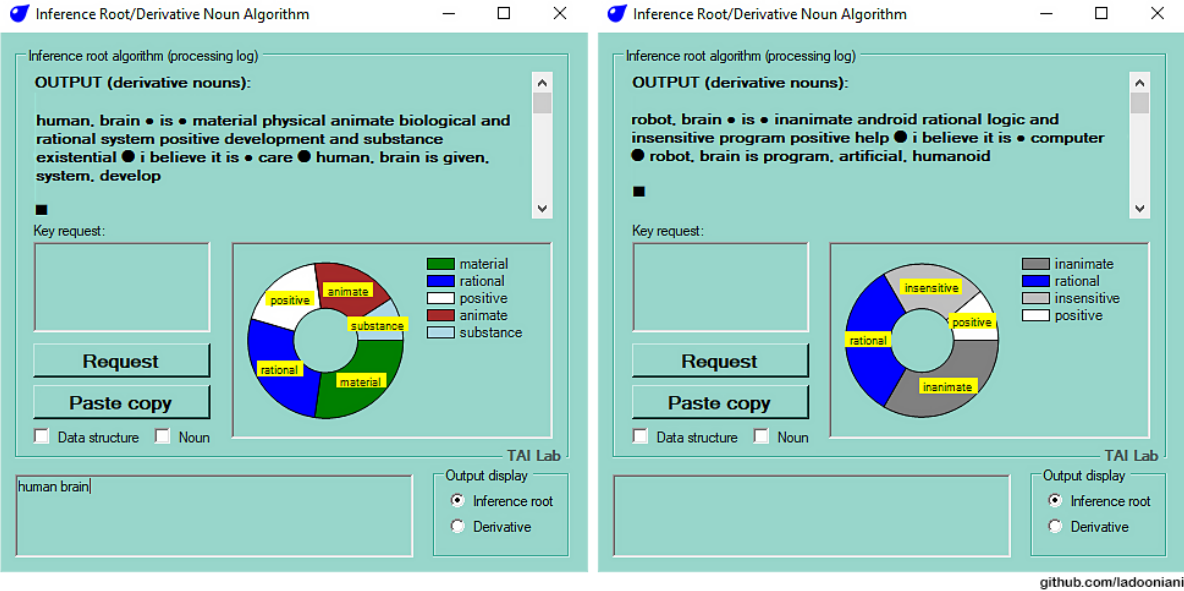 Inference Root/Derivative Noun Algorithm
Inference root algorithm (processing log)
OUTPUT (derivative nouns):
human, brain ● is ● material physical animate biological and
rational system positive development and substance
existential ● i believe it is ● care ● human, brain is given,
system, develop
■
Key request:
Request
Paste copy
Data structure
Noun
positive
animate
substance
rational
material
material
rational
positive
animate
substance
TAI Lab
human brain
Output display
Inference root
Derivative
Inference Root/Derivative Noun Algorithm
Inference root algorithm (processing log)
OUTPUT (derivative nouns):
robot, brain ● is ● inanimate android rational logic and
insensitive program positive help ● i believe it is ● computer
● robot, brain is program, artificial, humanoid
■
Key request:
Request
Paste copy
Data structure
Noun
insensitive
positive
rational
inanimate
inanimate
rational
insensitive
positive
TAI Lab
Output display
Inference root
Derivative
github.com/ladooniani